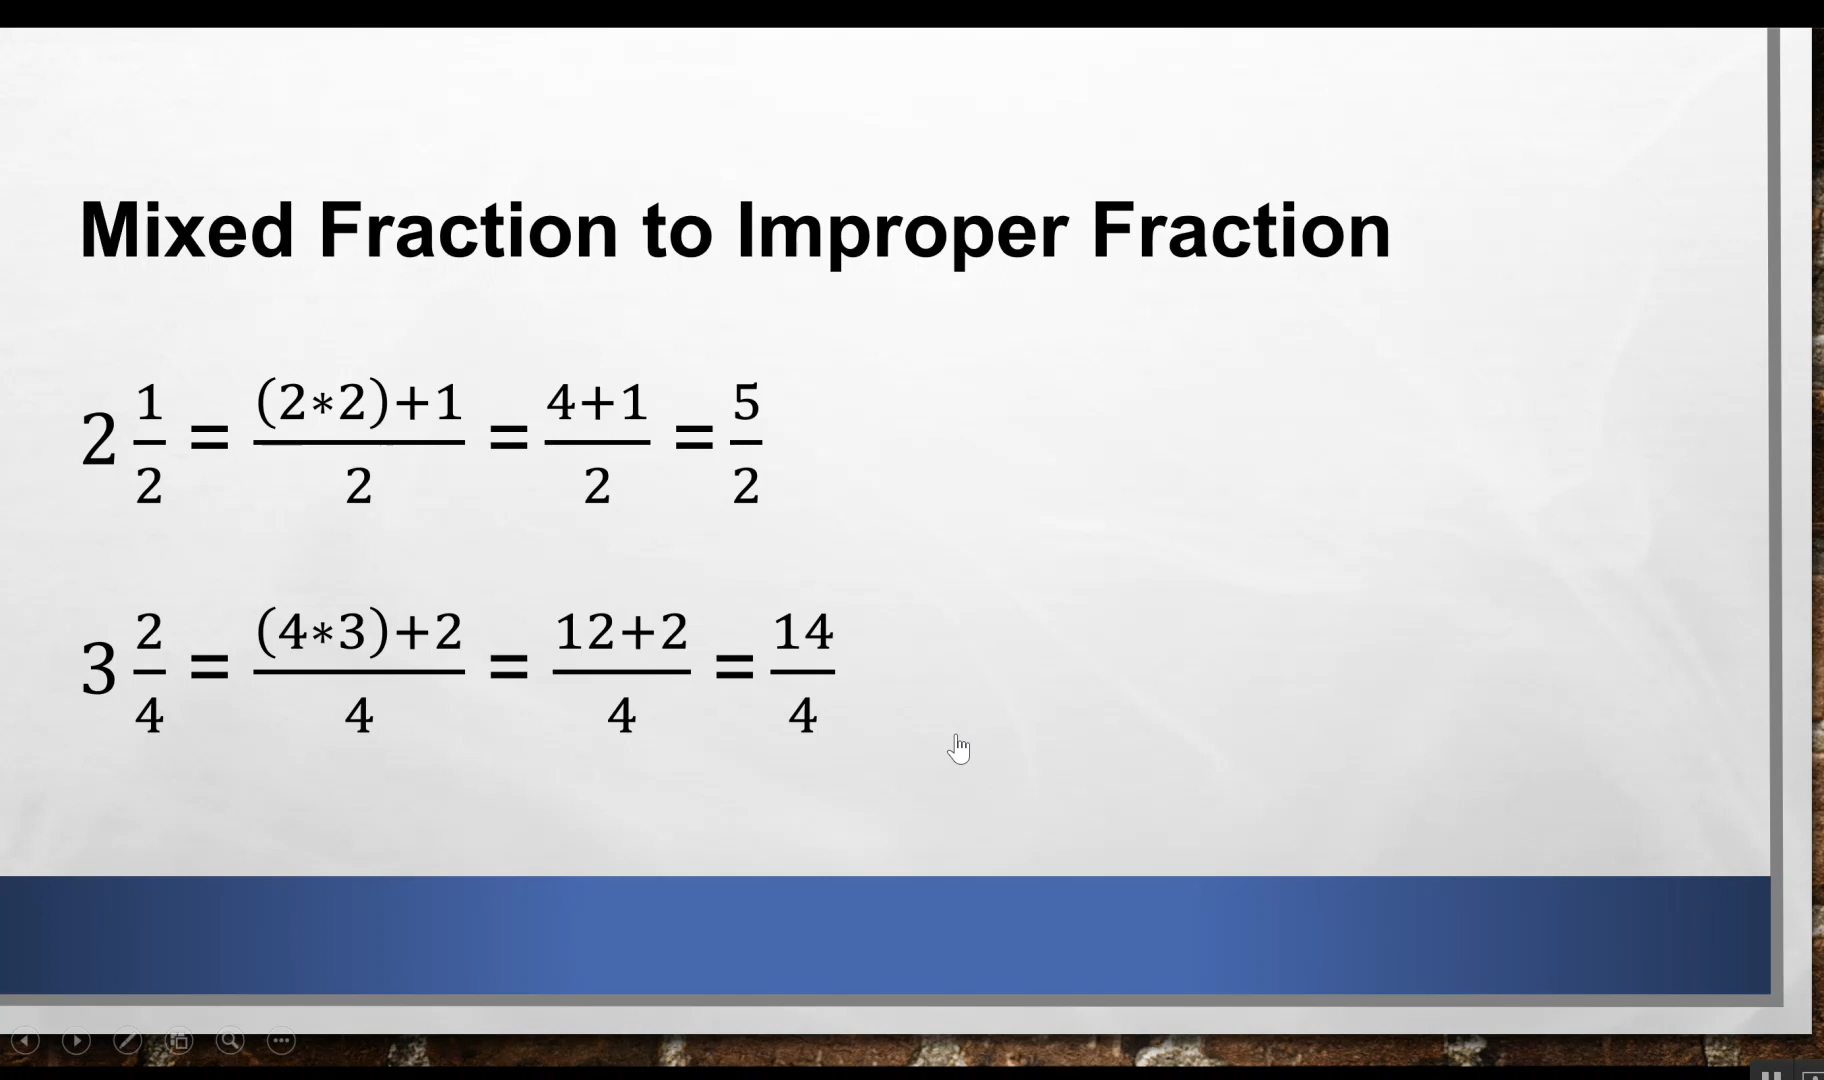 Mixed Fraction to Improper Fraction
2 1/2 = (2*2)+1/2 = 4+1/2 = 5/2
3 2/4 = (4*3)+2/4 = 12+2/4 = 14/4